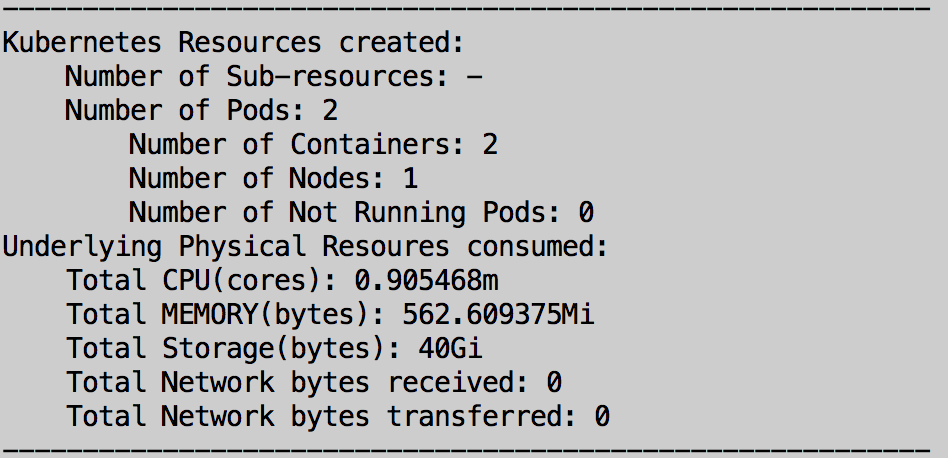 ----------------------------------------------------------
Kubernetes Resources created:
    Number of Sub-resources: -
    Number of Pods: 2
        Number of Containers: 2
        Number of Nodes: 1
        Number of Not Running Pods: 0
Underlying Physical Resoures consumed:
    Total CPU(cores): 0.905468m
    Total MEMORY(bytes): 562.609375Mi
    Total Storage(bytes): 40Gi
    Total Network bytes received: 0
    Total Network bytes transferred: 0
----------------------------------------------------------